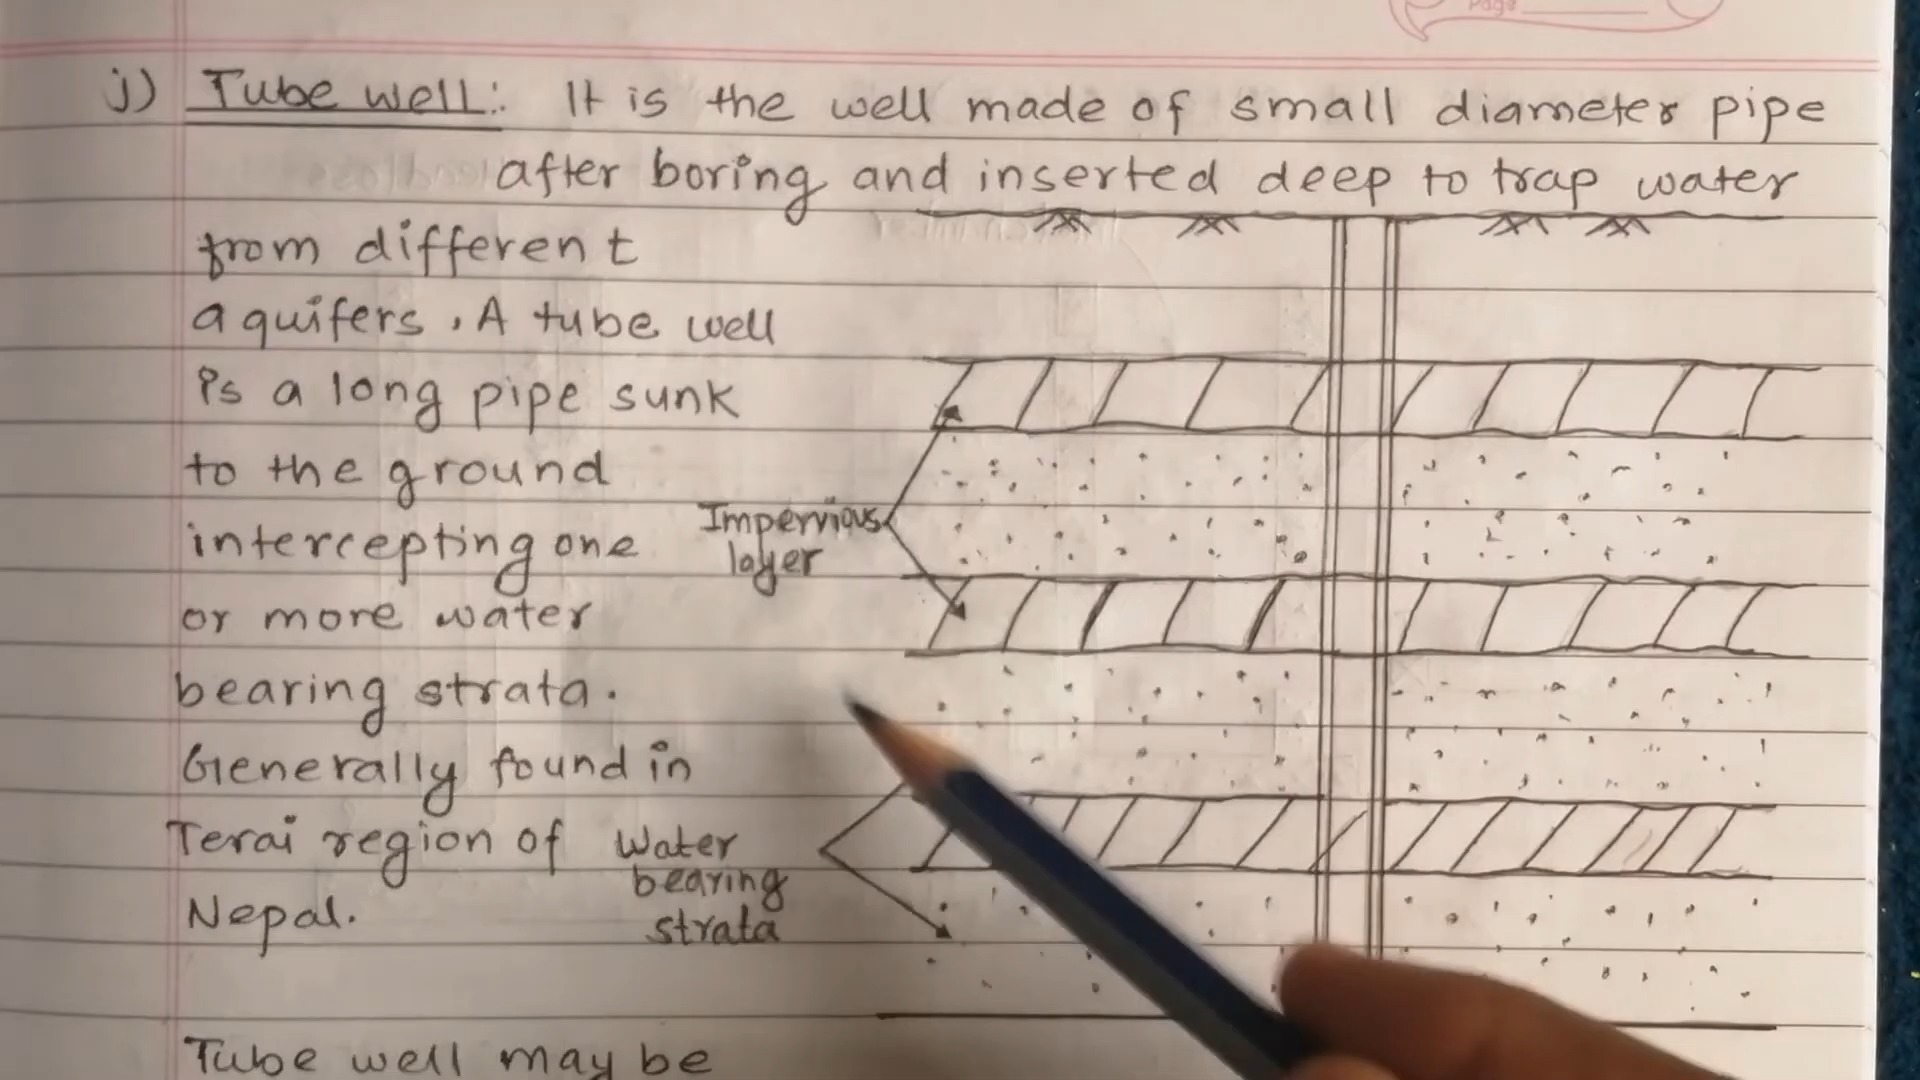 Page
j) Tube well: It is the well made of small diameter pipe
after boring and inserted deep to trap water
from different
aquifers. A tube well
is a long pipe sunk
to the ground
intercepting one
or more water
bearing strata.
Generally found in
Terai region of
Nepal.
Impervious
layer
Water
bearing
strata
Tube well may be